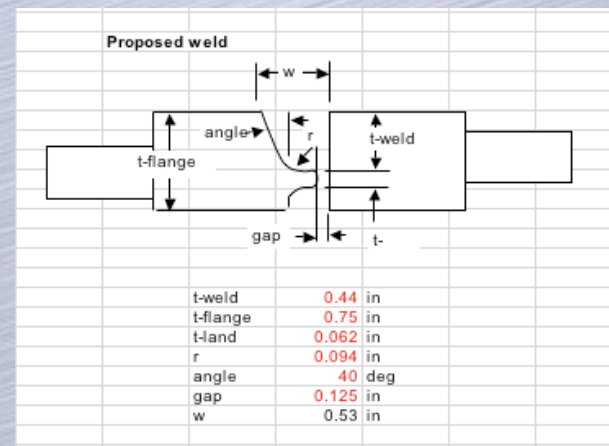 Proposed weld
w
angle
r
t-weld
t-flange
gap
t-
t-weld 0.44 in
t-flange 0.75 in
t-land 0.062 in
r 0.094 in
angle 40 deg
gap 0.125 in
w 0.53 in